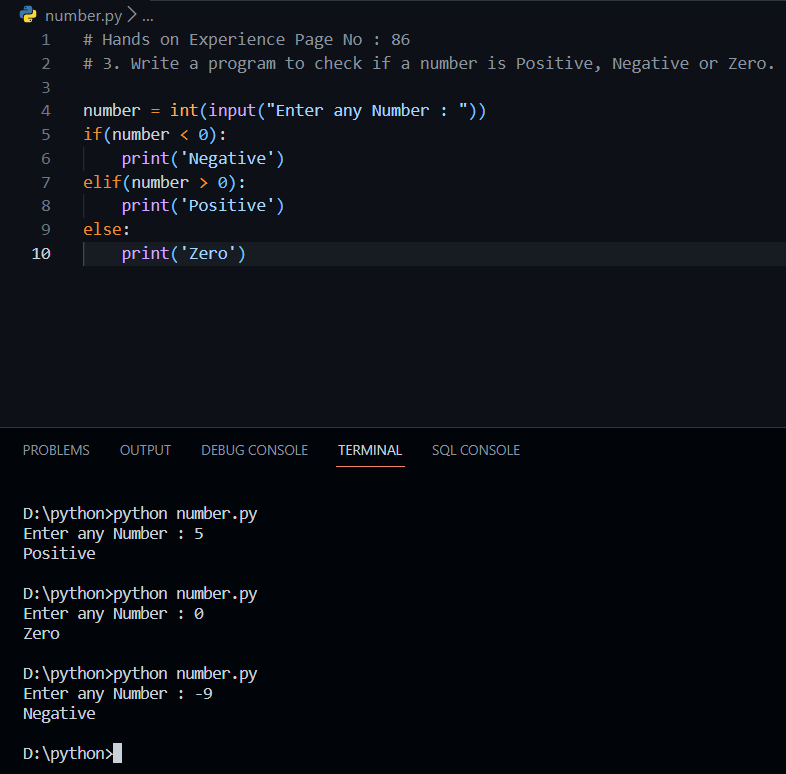 number.py > ...
1 # Hands on Experience Page No : 86
2 # 3. Write a program to check if a number is Positive, Negative or Zero.
3
4 number = int(input("Enter any Number : "))
5 if(number < 0):
6     print('Negative')
7 elif(number > 0):
8     print('Positive')
9 else:
10     print('Zero')
PROBLEMS OUTPUT DEBUG CONSOLE TERMINAL SQL CONSOLE
D:\python>python number.py
Enter any Number : 5
Positive
D:\python>python number.py
Enter any Number : 0
Zero
D:\python>python number.py
Enter any Number : -9
Negative
D:\python>